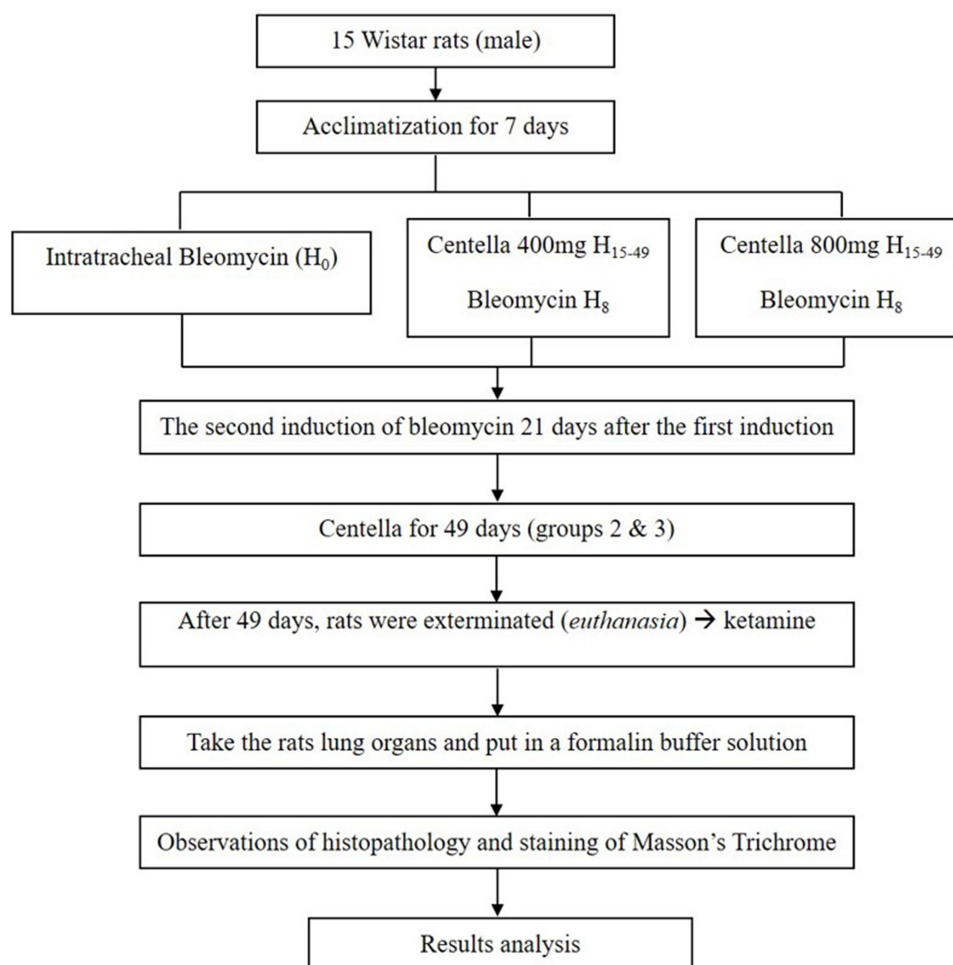 15 Wistar rats (male)
Acclimatization for 7 days
Intratracheal Bleomycin (H₀)
Centella 400mg H₁₅₋₄₉
Bleomycin H₈
Centella 800mg H₁₅₋₄₉
Bleomycin H₈
The second induction of bleomycin 21 days after the first induction
Centella for 49 days (groups 2 & 3)
After 49 days, rats were exterminated (euthanasia) → ketamine
Take the rats lung organs and put in a formalin buffer solution
Observations of histopathology and staining of Masson's Trichrome
Results analysis